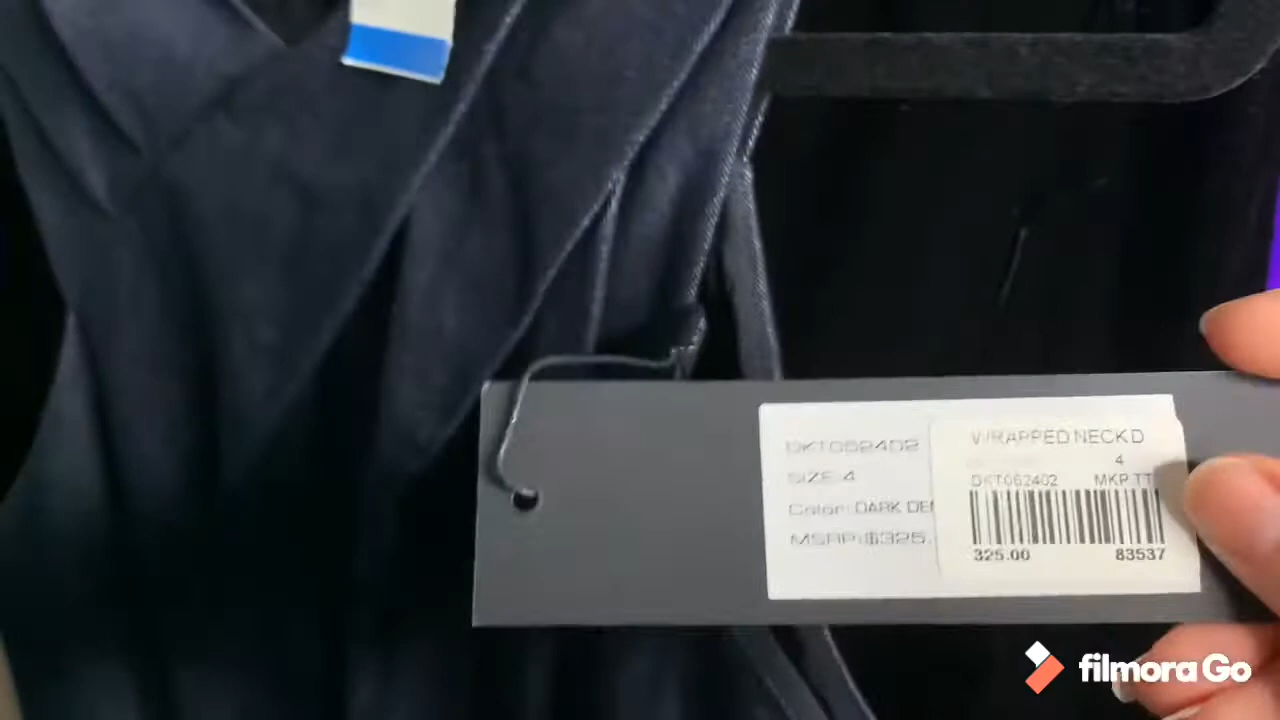 DKT062402
SIZE: 4
Color: DARK DE
MSRP: $325.
WRAPPED NECK D
4
DKT062402 MKP TT
325.00 83537
filmora Go